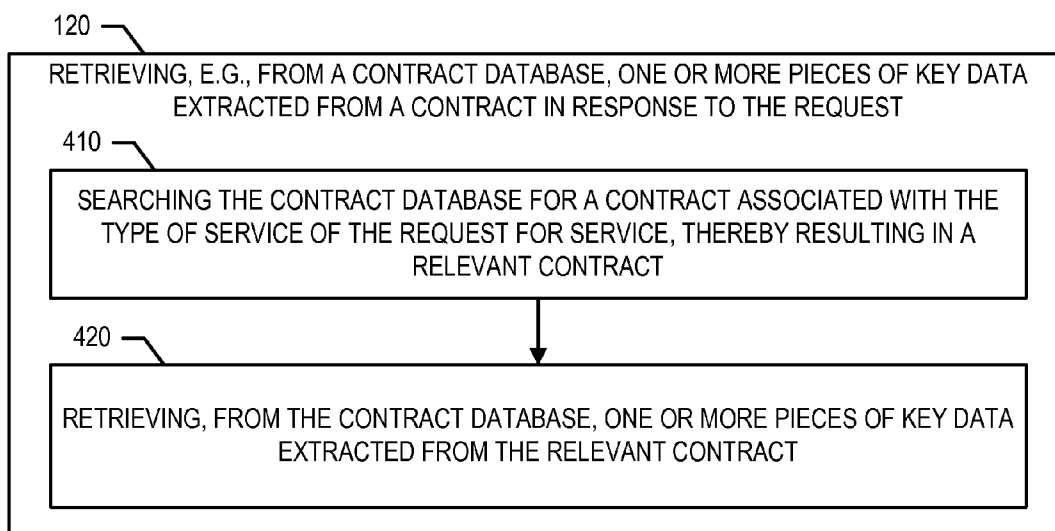 120
RETRIEVING, E.G., FROM A CONTRACT DATABASE, ONE OR MORE PIECES OF KEY DATA
EXTRACTED FROM A CONTRACT IN RESPONSE TO THE REQUEST
410
SEARCHING THE CONTRACT DATABASE FOR A CONTRACT ASSOCIATED WITH THE
TYPE OF SERVICE OF THE REQUEST FOR SERVICE, THEREBY RESULTING IN A
RELEVANT CONTRACT
420
RETRIEVING, FROM THE CONTRACT DATABASE, ONE OR MORE PIECES OF KEY DATA
EXTRACTED FROM THE RELEVANT CONTRACT